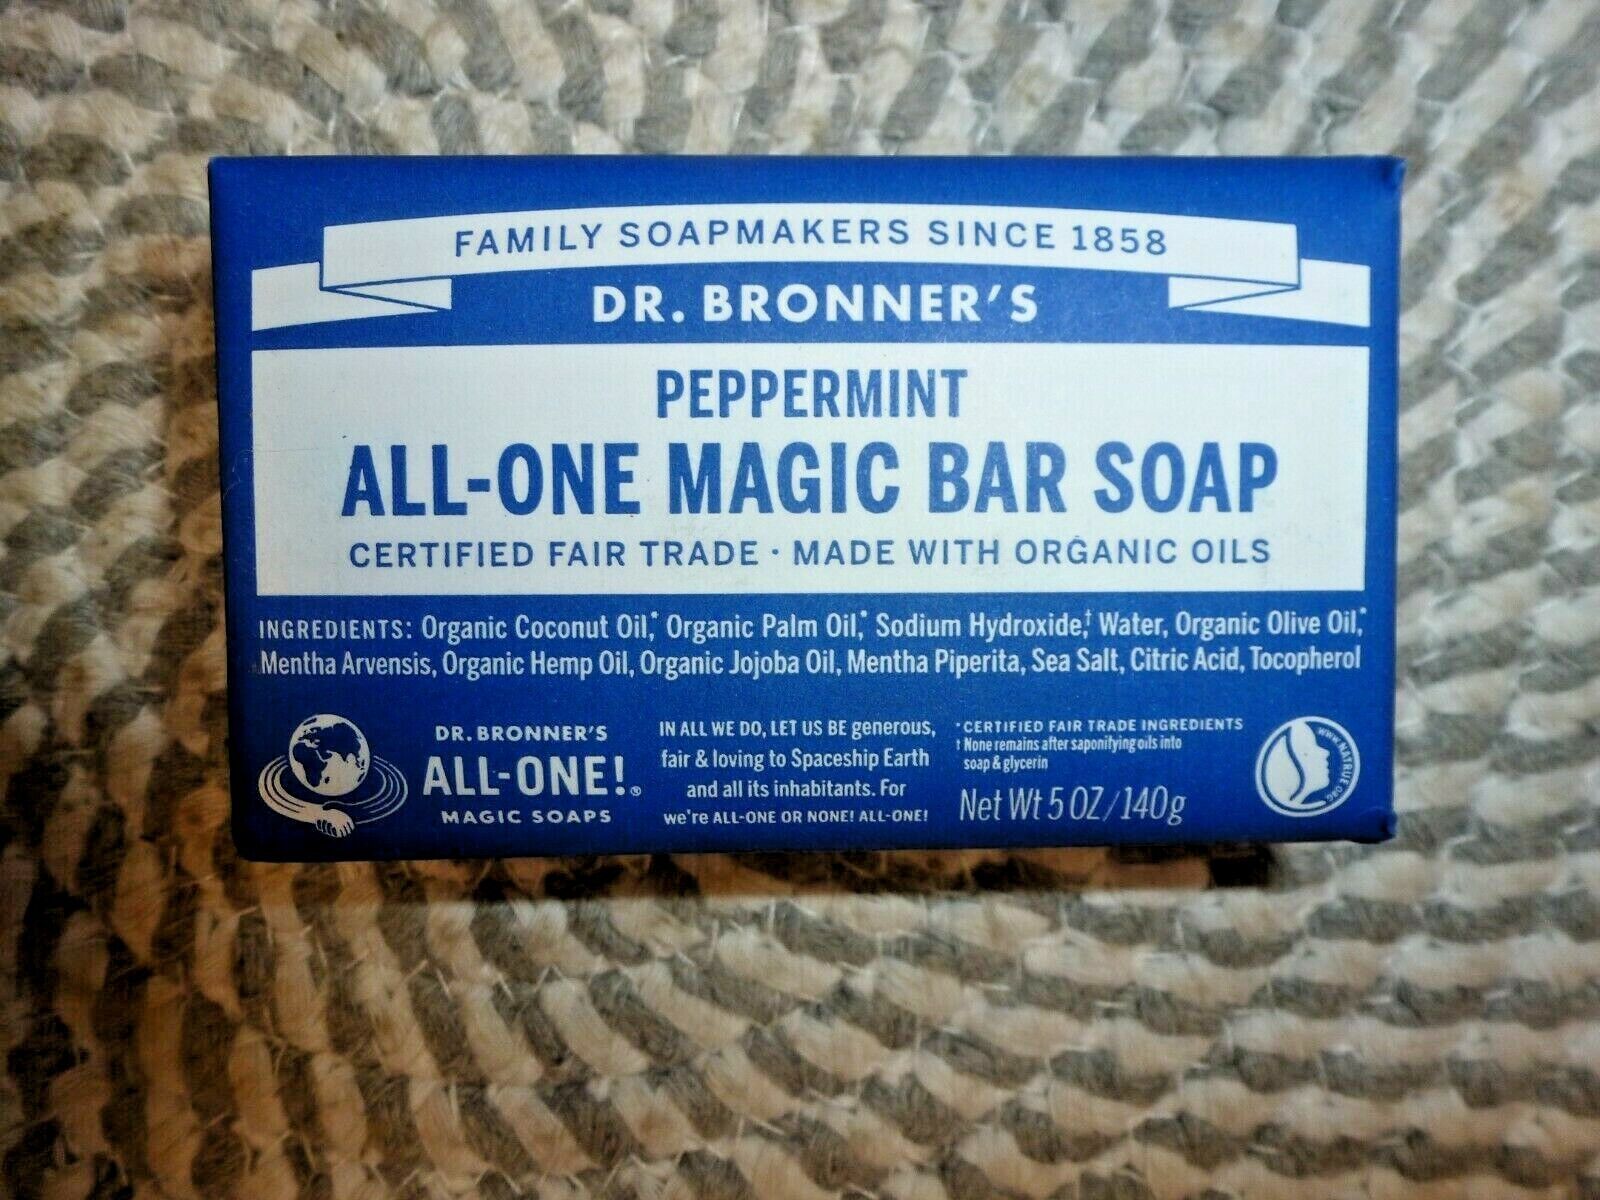 FAMILY SOAPMAKERS SINCE 1858
DR. BRONNER'S
PEPPERMINT
ALL-ONE MAGIC BAR SOAP
CERTIFIED FAIR TRADE · MADE WITH ORGANIC OILS
INGREDIENTS: Organic Coconut Oil,* Organic Palm Oil,* Sodium Hydroxide,† Water, Organic Olive Oil,*
Mentha Arvensis, Organic Hemp Oil, Organic Jojoba Oil, Mentha Piperita, Sea Salt, Citric Acid, Tocopherol
DR. BRONNER'S
ALL-ONE!®
MAGIC SOAPS
IN ALL WE DO, LET US BE generous,
fair & loving to Spaceship Earth
and all its inhabitants. For
we're ALL-ONE OR NONE! ALL-ONE!
*CERTIFIED FAIR TRADE INGREDIENTS
† None remains after saponifying oils into
soap & glycerin
Net Wt 5 OZ/140g
WWW.NATRUE.ORG